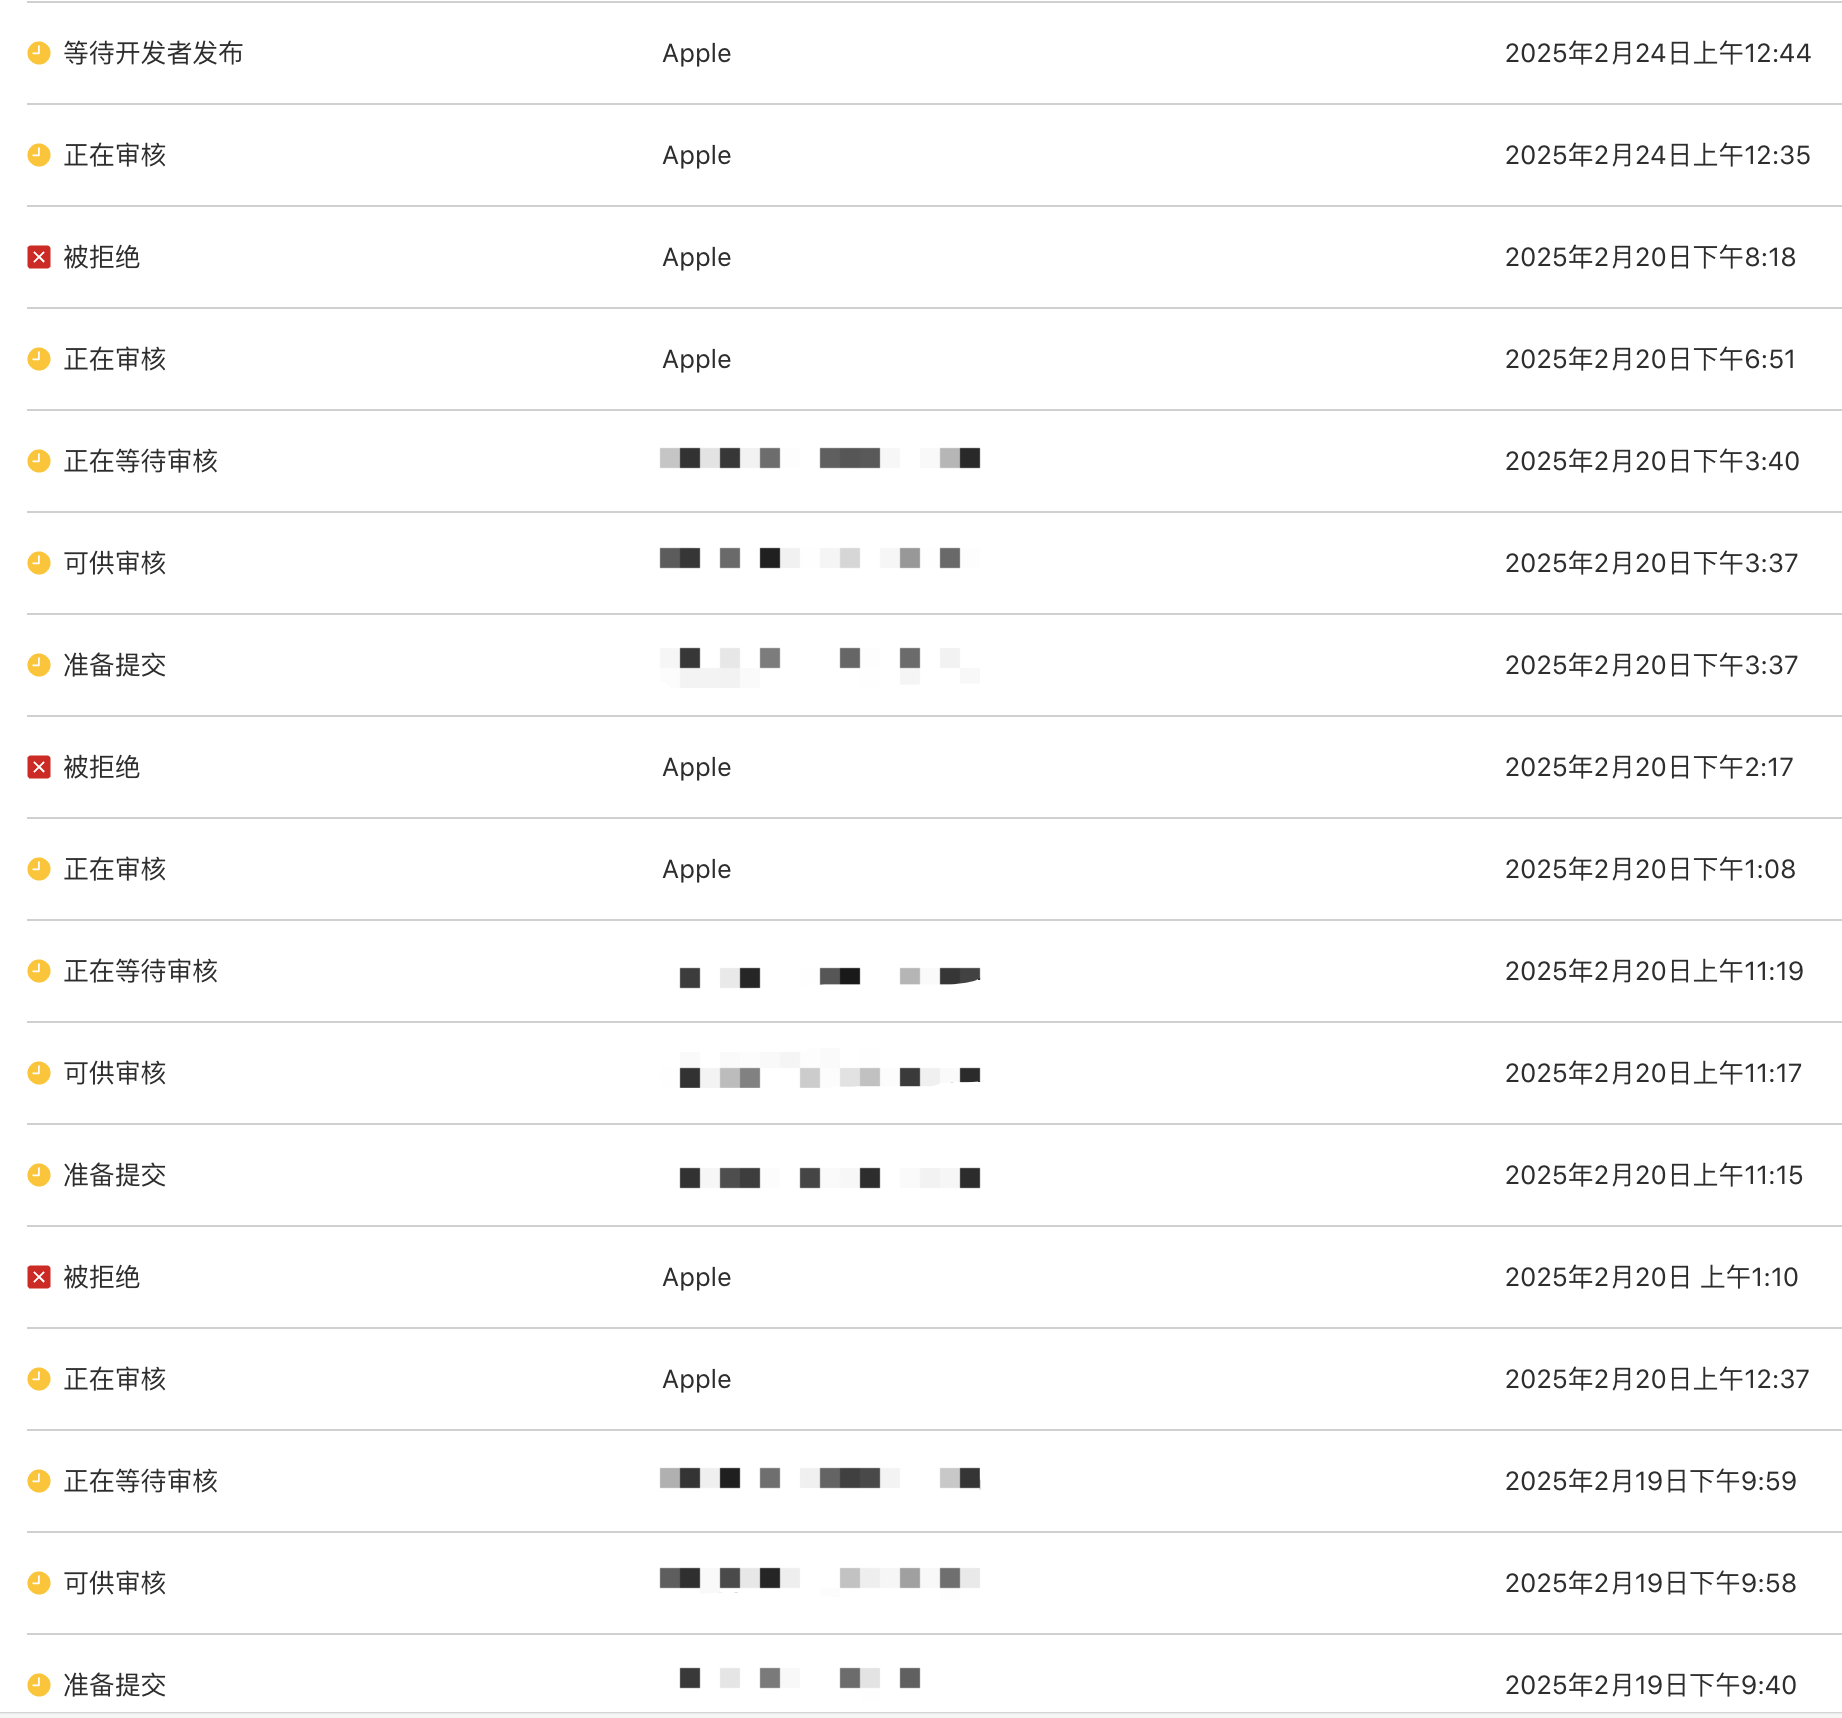 等待开发者发布 Apple 2025年2月24日上午12:44
正在审核 Apple 2025年2月24日上午12:35
被拒绝 Apple 2025年2月20日下午8:18
正在审核 Apple 2025年2月20日下午6:51
正在等待审核 2025年2月20日下午3:40
可供审核 2025年2月20日下午3:37
准备提交 2025年2月20日下午3:37
被拒绝 Apple 2025年2月20日下午2:17
正在审核 Apple 2025年2月20日下午1:08
正在等待审核 2025年2月20日上午11:19
可供审核 2025年2月20日上午11:17
准备提交 2025年2月20日上午11:15
被拒绝 Apple 2025年2月20日 上午1:10
正在审核 Apple 2025年2月20日上午12:37
正在等待审核 2025年2月19日下午9:59
可供审核 2025年2月19日下午9:58
准备提交 2025年2月19日下午9:40